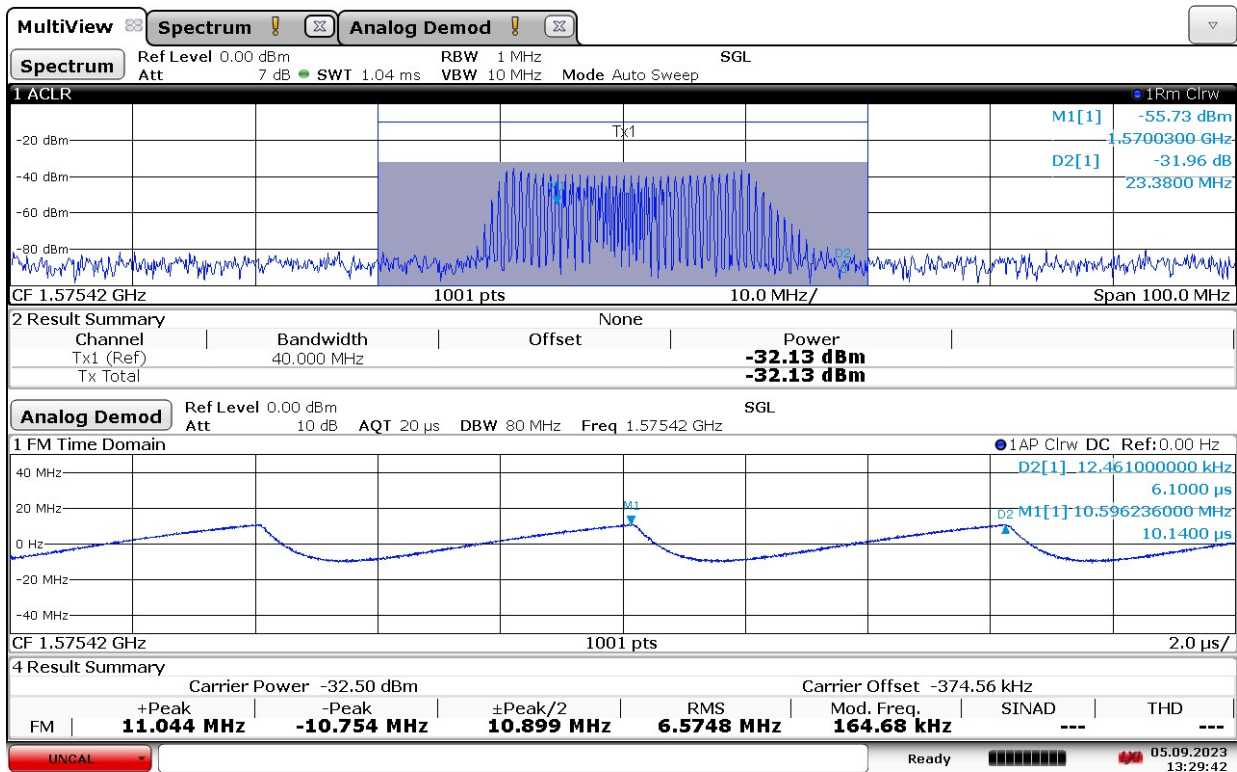 MultiView Spectrum Analog Demod
Spectrum Ref Level 0.00 dBm RBW 1 MHz SGL
Att 7 dB SWT 1.04 ms VBW 10 MHz Mode Auto Sweep
1 ACLR 1Rm Clrw
M1[1] -55.73 dBm
1.5700300 GHz
D2[1] -31.96 dB
23.3800 MHz
Tx1
-20 dBm
-40 dBm
M1
-60 dBm
-80 dBm
D2
CF 1.57542 GHz 1001 pts 10.0 MHz/ Span 100.0 MHz
2 Result Summary None
Channel Bandwidth Offset Power
Tx1 (Ref) 40.000 MHz -32.13 dBm
Tx Total -32.13 dBm
Analog Demod Ref Level 0.00 dBm SGL
Att 10 dB AQT 20 µs DBW 80 MHz Freq 1.57542 GHz
1 FM Time Domain 1AP Clrw DC Ref:0.00 Hz
40 MHz D2[1] 12.461000000 kHz
6.1000 µs
20 MHz M1 D2 M1[1] 10.596236000 MHz
10.1400 µs
0 Hz
-20 MHz
-40 MHz
CF 1.57542 GHz 1001 pts 2.0 µs/
4 Result Summary
Carrier Power -32.50 dBm Carrier Offset -374.56 kHz
+Peak -Peak ±Peak/2 RMS Mod. Freq. SINAD THD
FM 11.044 MHz -10.754 MHz 10.899 MHz 6.5748 MHz 164.68 kHz --- ---
UNCAL Ready LXI 05.09.2023
13:29:42